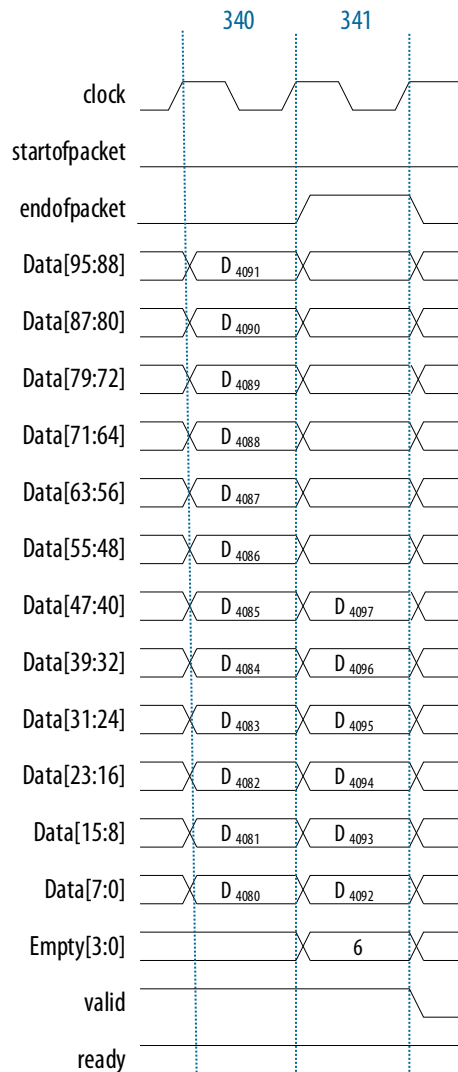 340 341
clock
startofpacket
endofpacket
Data[95:88] D 4091
Data[87:80] D 4090
Data[79:72] D 4089
Data[71:64] D 4088
Data[63:56] D 4087
Data[55:48] D 4086
Data[47:40] D 4085 D 4097
Data[39:32] D 4084 D 4096
Data[31:24] D 4083 D 4095
Data[23:16] D 4082 D 4094
Data[15:8] D 4081 D 4093
Data[7:0] D 4080 D 4092
Empty[3:0] 6
valid
ready